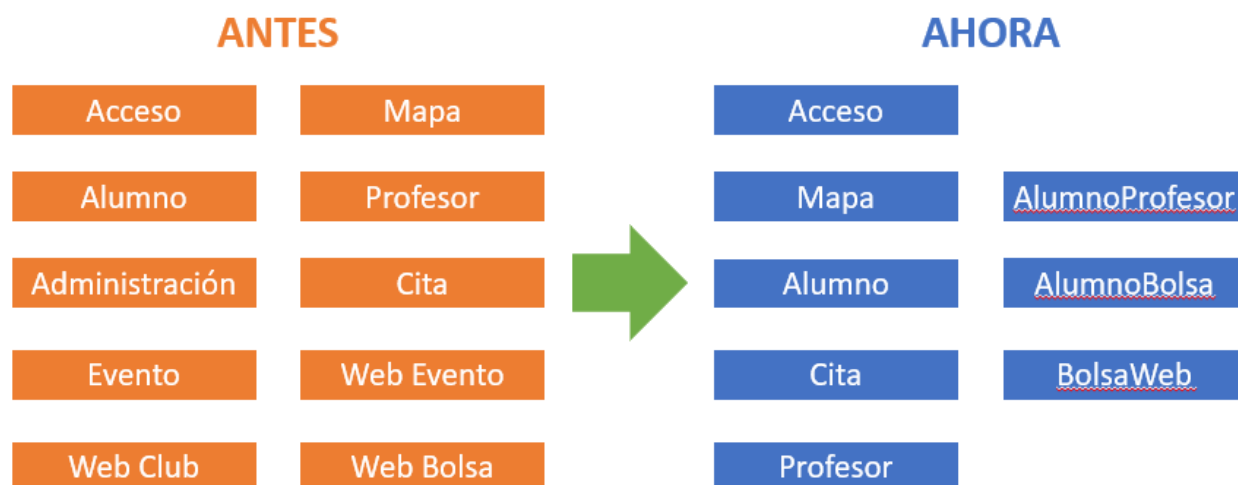 ANTES
Acceso
Mapa
Alumno
Profesor
Administración
Cita
Evento
Web Evento
Web Club
Web Bolsa
AHORA
Acceso
Mapa
AlumnoProfesor
Alumno
AlumnoBolsa
Cita
BolsaWeb
Profesor